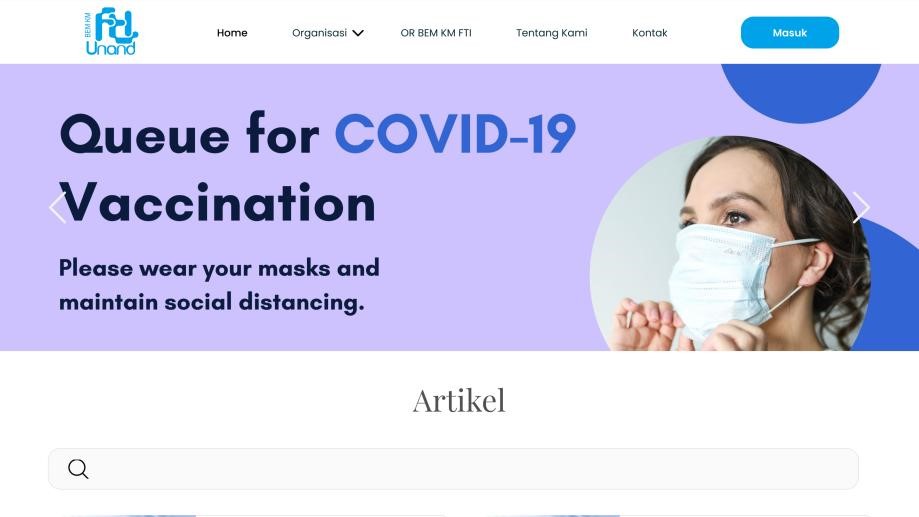 BEM KM
FTI
Unand
Home
Organisasi
OR BEM KM FTI
Tentang Kami
Kontak
Masuk
Queue for COVID-19
Vaccination
Please wear your masks and
maintain social distancing.
Artikel